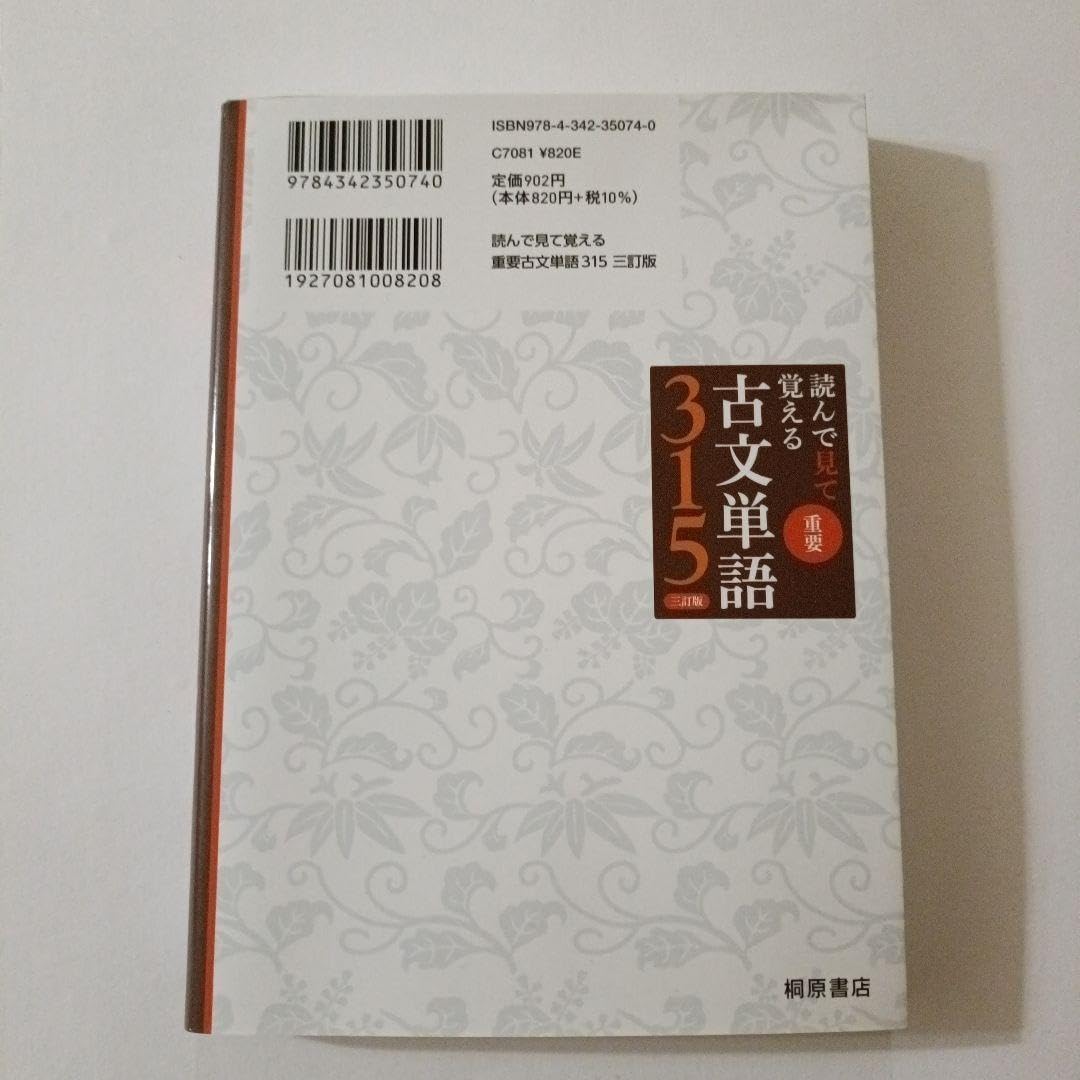 9784342350740
1927081008208
ISBN978-4-342-35074-0
C7081 ¥820E
定価902円
(本体820円+税10%)
読んで見て覚える
重要古文単語315 三訂版
読んで見て
覚える
重要
古文単語
315
三訂版
桐原書店